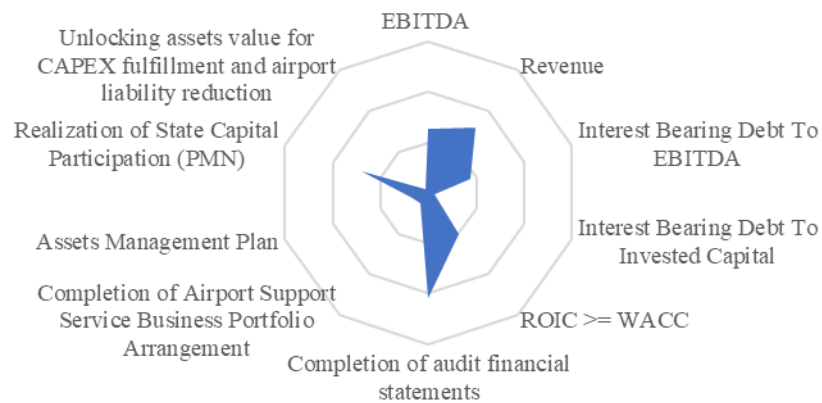 EBITDA
Revenue
Interest Bearing Debt To
EBITDA
Interest Bearing Debt To
Invested Capital
ROIC >= WACC
Completion of audit financial
statements
Completion of Airport Support
Service Business Portfolio
Arrangement
Assets Management Plan
Realization of State Capital
Participation (PMN)
Unlocking assets value for
CAPEX fulfillment and airport
liability reduction